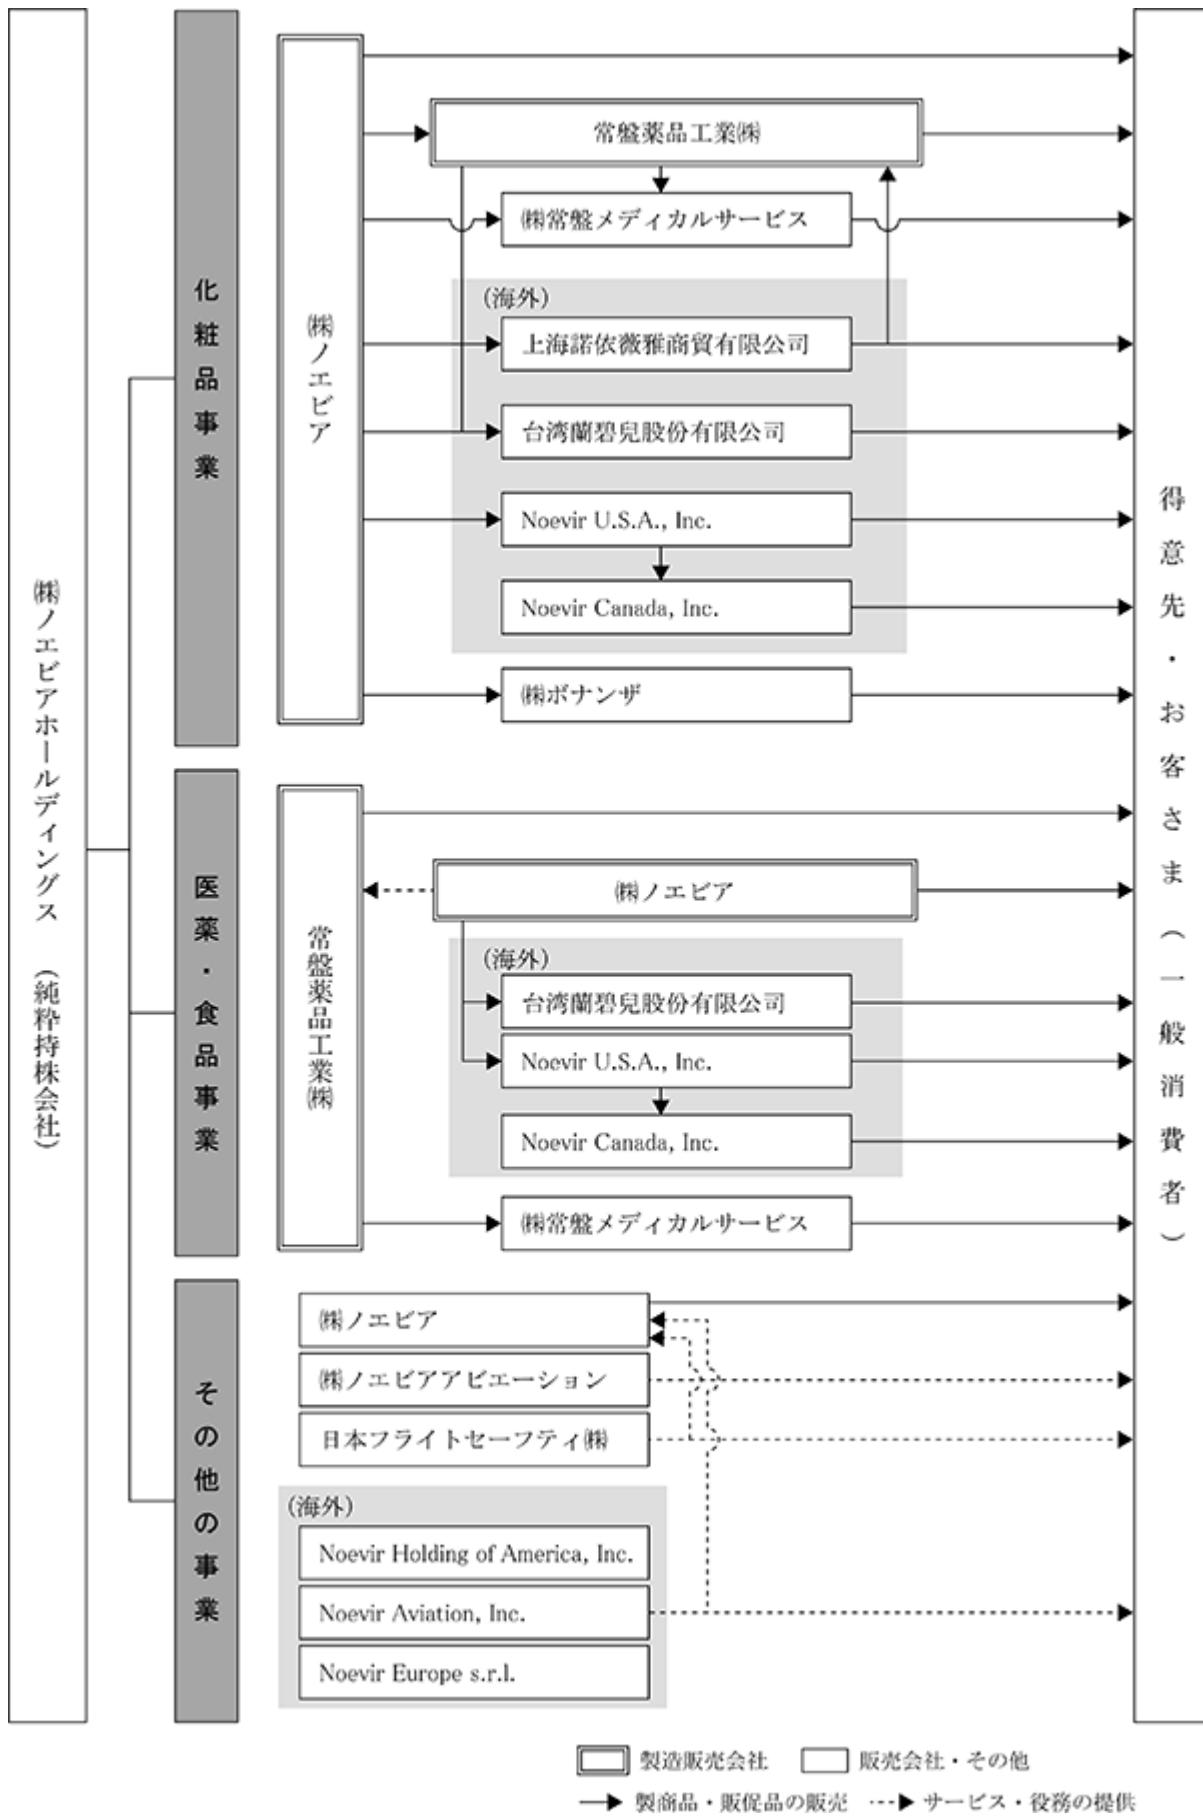 ㈱ノエビアホールディングス （純粋持株会社）
化粧品事業
㈱ノエビア
常盤薬品工業㈱
㈱常盤メディカルサービス
(海外)
上海諾依薇雅商貿有限公司
台湾蘭碧兒股份有限公司
Noevir U.S.A., Inc.
Noevir Canada, Inc.
㈱ボナンザ
医薬・食品事業
常盤薬品工業㈱
㈱ノエビア
(海外)
台湾蘭碧兒股份有限公司
Noevir U.S.A., Inc.
Noevir Canada, Inc.
㈱常盤メディカルサービス
その他の事業
㈱ノエビア
㈱ノエビアアビエーション
日本フライトセーフティ㈱
(海外)
Noevir Holding of America, Inc.
Noevir Aviation, Inc.
Noevir Europe s.r.l.
得意先・お客さま（一般消費者）
製造販売会社
販売会社・その他
製商品・販促品の販売
サービス・役務の提供